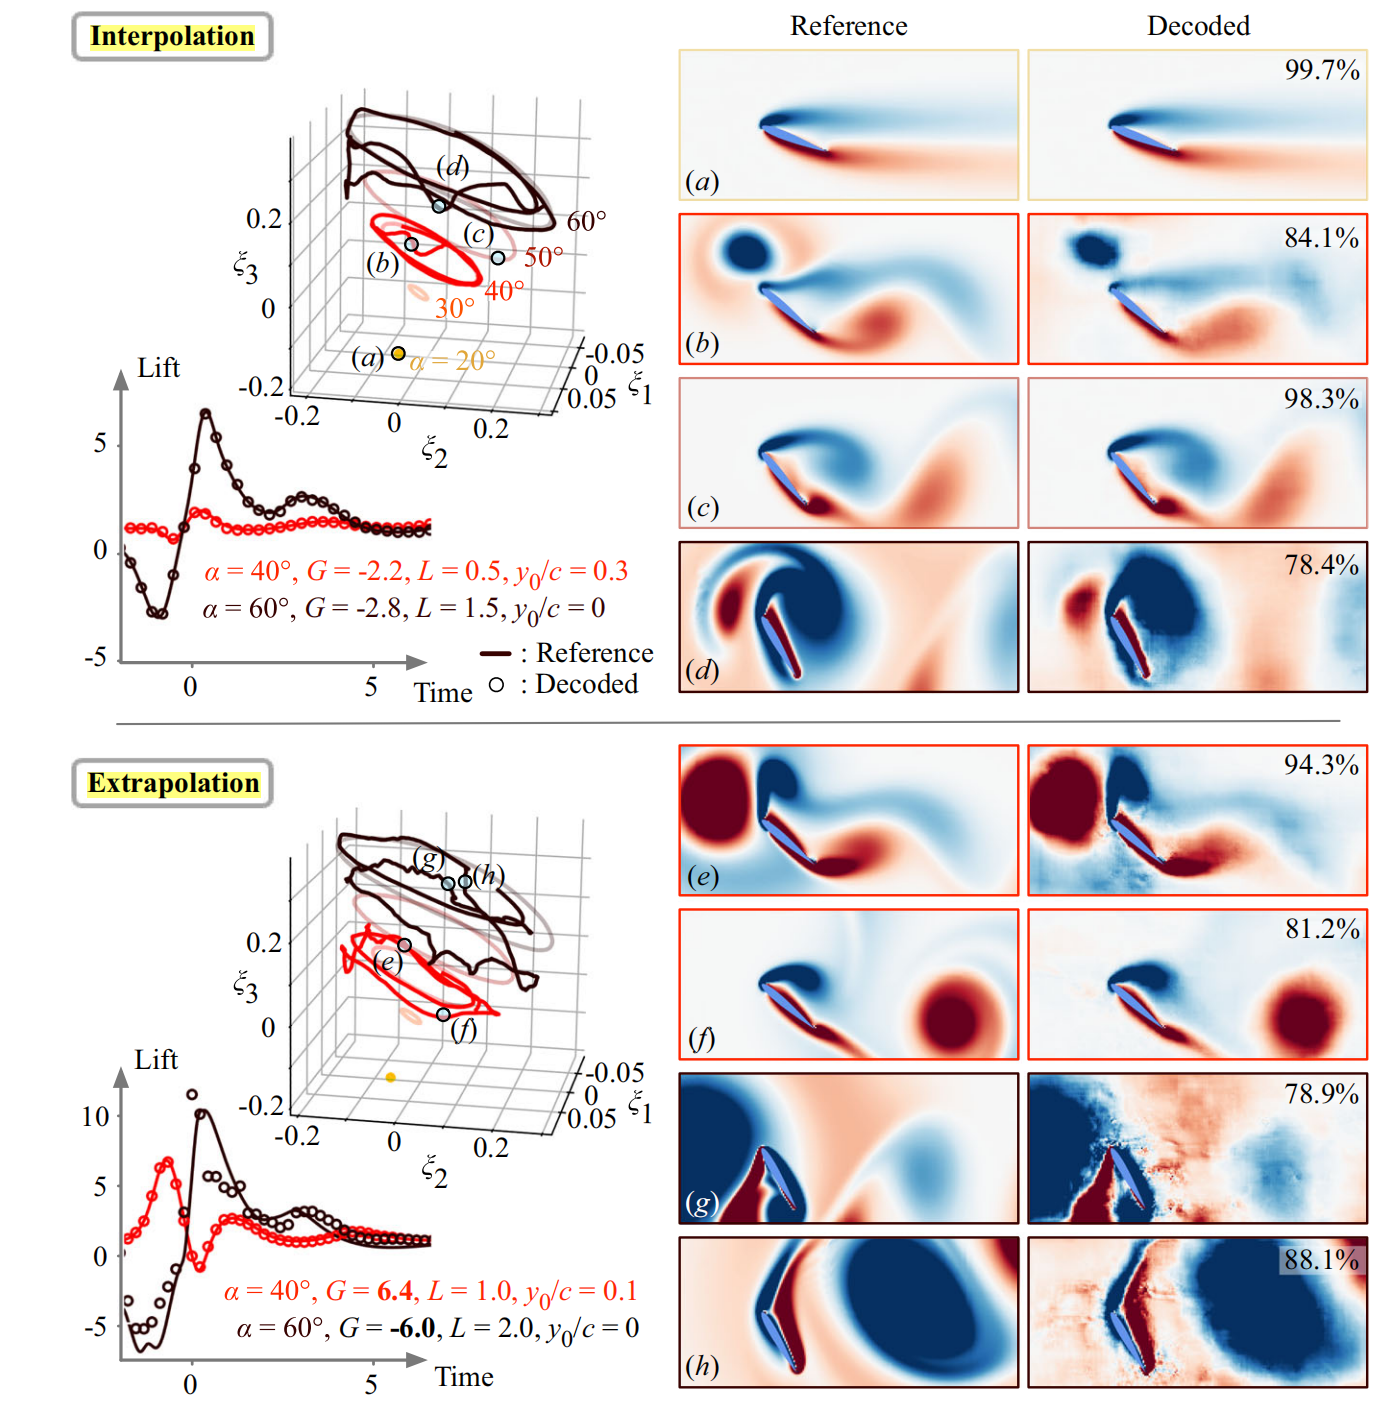 Interpolation
Reference
Decoded
99.7%
(a)
84.1%
(b)
98.3%
(c)
78.4%
(d)
(d)
(c)
(b)
(a)
60°
50°
40°
30°
α = 20°
0.2
0
-0.2
ξ3
-0.2
0
0.2
ξ2
-0.05
0
0.05
ξ1
Lift
5
0
-5
0
5
Time
α = 40°, G = -2.2, L = 0.5, y0/c = 0.3
α = 60°, G = -2.8, L = 1.5, y0/c = 0
: Reference
: Decoded
Extrapolation
94.3%
(e)
81.2%
(f)
78.9%
(g)
88.1%
(h)
(g)
(h)
(e)
(f)
0.2
0
-0.2
ξ3
-0.2
0
0.2
ξ2
-0.05
0
0.05
ξ1
Lift
10
5
0
-5
0
5
Time
α = 40°, G = 6.4, L = 1.0, y0/c = 0.1
α = 60°, G = -6.0, L = 2.0, y0/c = 0